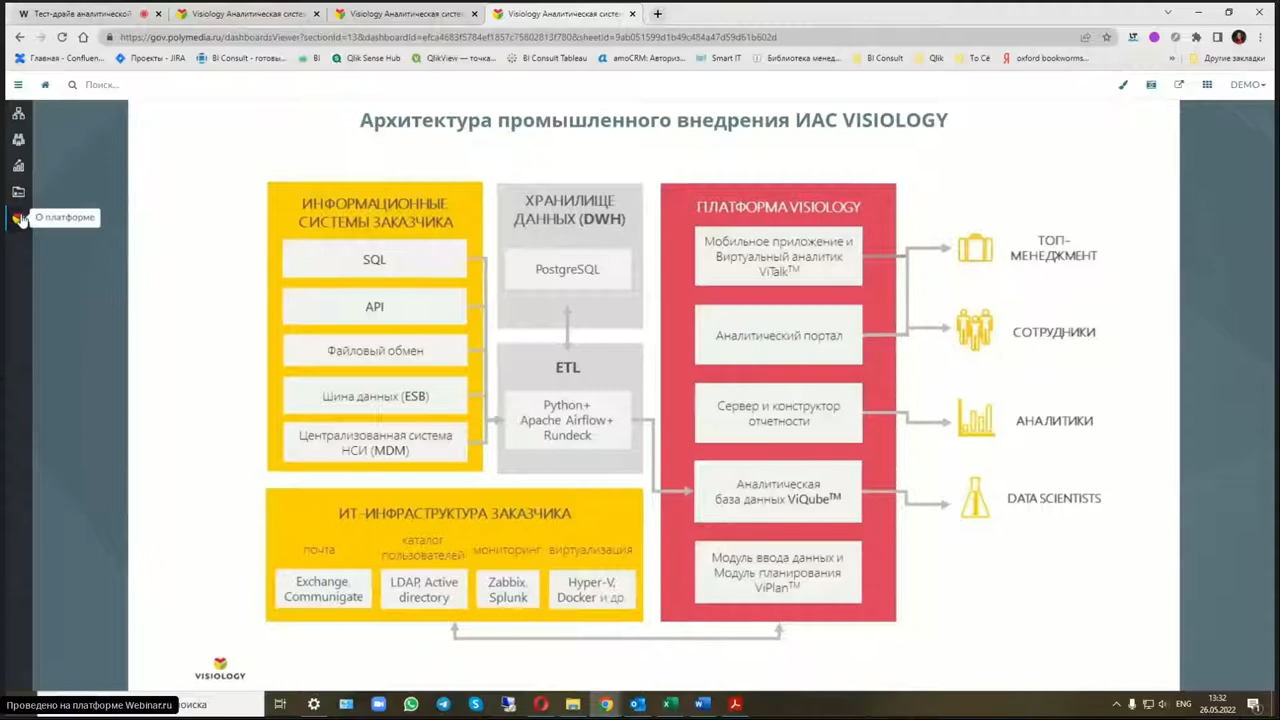 Тест-драйв аналитической
Visiology Аналитическая систе
Visiology Аналитическая систе
Visiology Аналитическая систе
https://gov.polymedia.ru/dashboardsViewer?sectionId=13&dashboardId=efca4683f5784ef1857c75802813f780&sheetId=9ab051599d1b49c484a47d59d61b602d
Главная - Confluen...
Проекты - JIRA
BI Consult - готовы...
BI
Qlik Sense Hub
QlikView — точка...
BI Consult Tableau
amoCRM: Авториз...
Smart IT
Библиотека менед...
BI Consult
Qlik
To Сё
oxford bookworms...
»
Другие закладки
Поиск...
DEMO
Архитектура промышленного внедрения ИАС VISIOLOGY
О платформе
ИНФОРМАЦИОННЫЕ
СИСТЕМЫ ЗАКАЗЧИКА
SQL
API
Файловый обмен
Шина данных (ESB)
Централизованная система
НСИ (MDM)
ХРАНИЛИЩЕ
ДАННЫХ (DWH)
PostgreSQL
ETL
Python+
Apache Airflow+
Rundeck
ПЛАТФОРМА VISIOLOGY
Мобильное приложение и
Виртуальный аналитик
ViTalk™
Аналитический портал
Сервер и конструктор
отчетности
Аналитическая
база данных ViQube™
Модуль ввода данных и
Модуль планирования
ViPlan™
ТОП-
МЕНЕДЖМЕНТ
СОТРУДНИКИ
АНАЛИТИКИ
DATA SCIENTISTS
ИТ-ИНФРАСТРУКТУРА ЗАКАЗЧИКА
почта
каталог
пользователей
мониторинг
виртуализация
Exchange,
Communigate
LDAP, Active
directory
Zabbix,
Splunk
Hyper-V,
Docker и др.
VISIOLOGY
Проведено на платформе Webinar.ru
поиска
ENG
13:32
26.05.2022